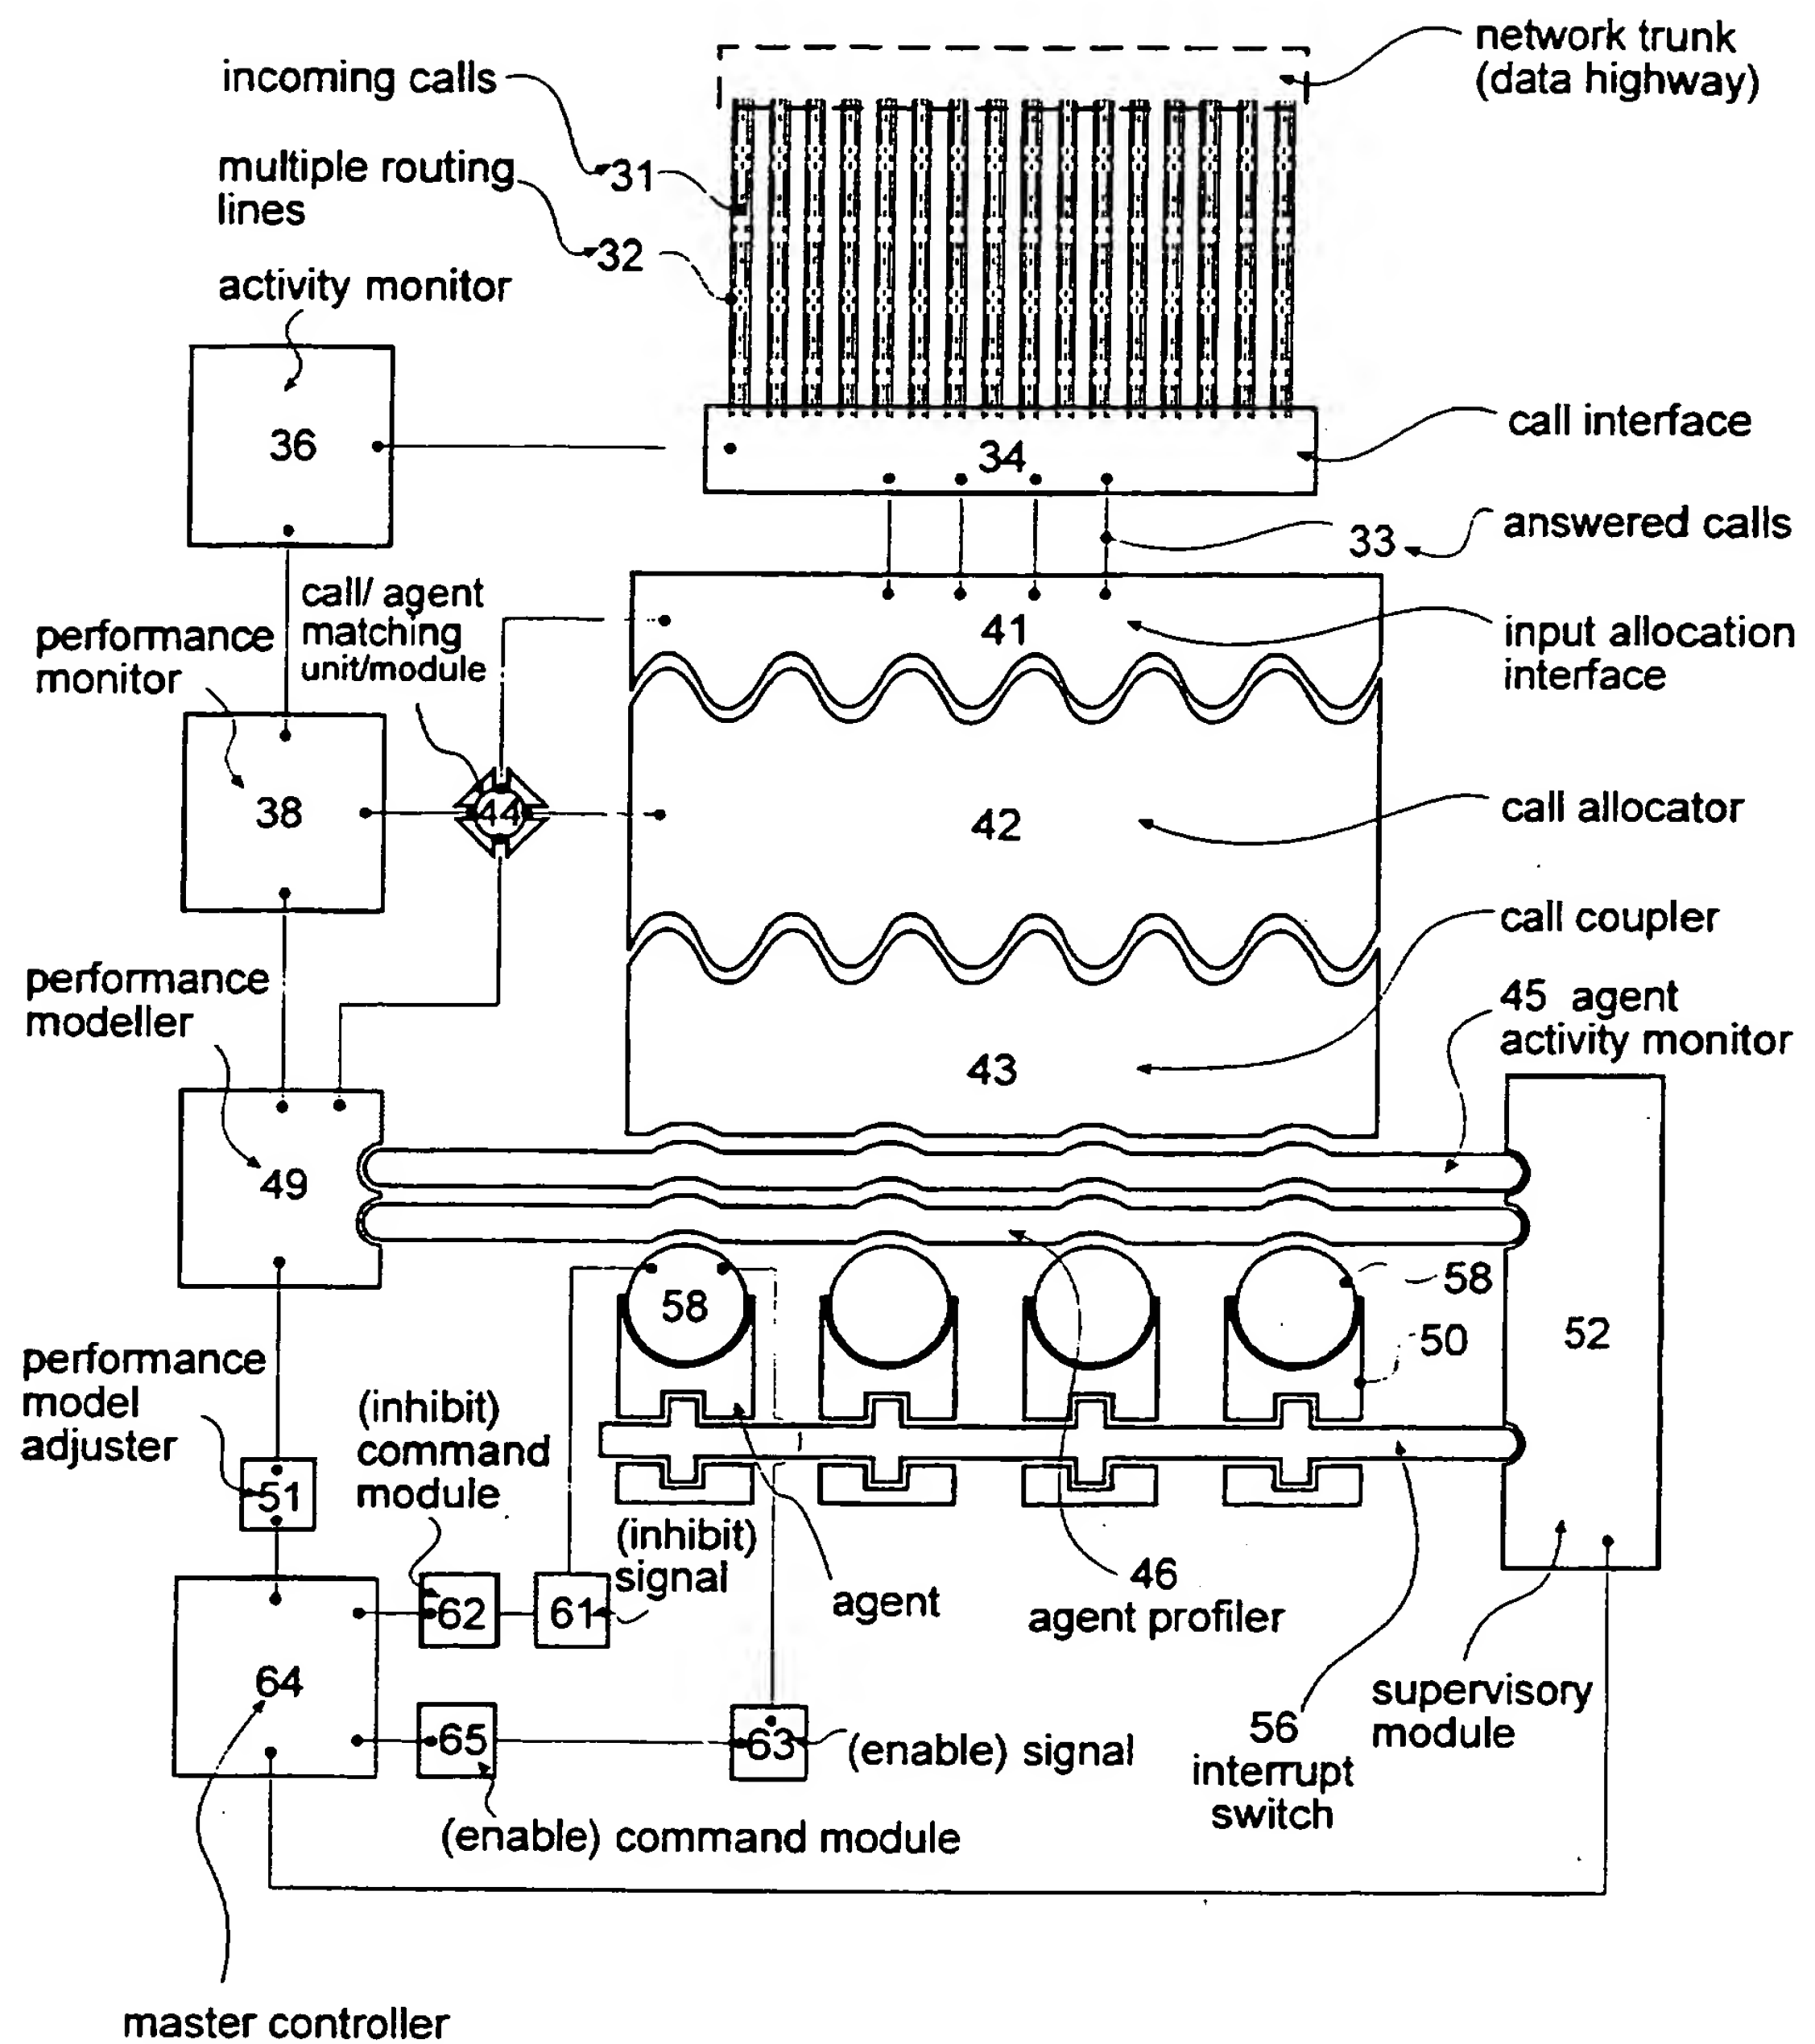 network trunk
(data highway)
incoming calls
multiple routing
lines
31
32
activity monitor
36
34
call interface
33
answered calls
call/ agent
matching
unit/module
performance
monitor
41
input allocation
interface
38
44
42
call allocator
call coupler
performance
modeller
45 agent
activity monitor
43
49
58
58
52
50
performance
model
adjuster
(inhibit)
command
module
51
(inhibit)
signal
62
61
agent
46
agent profiler
64
supervisory
module
65
63
(enable) signal
56
interrupt
switch
(enable) command module
master controller